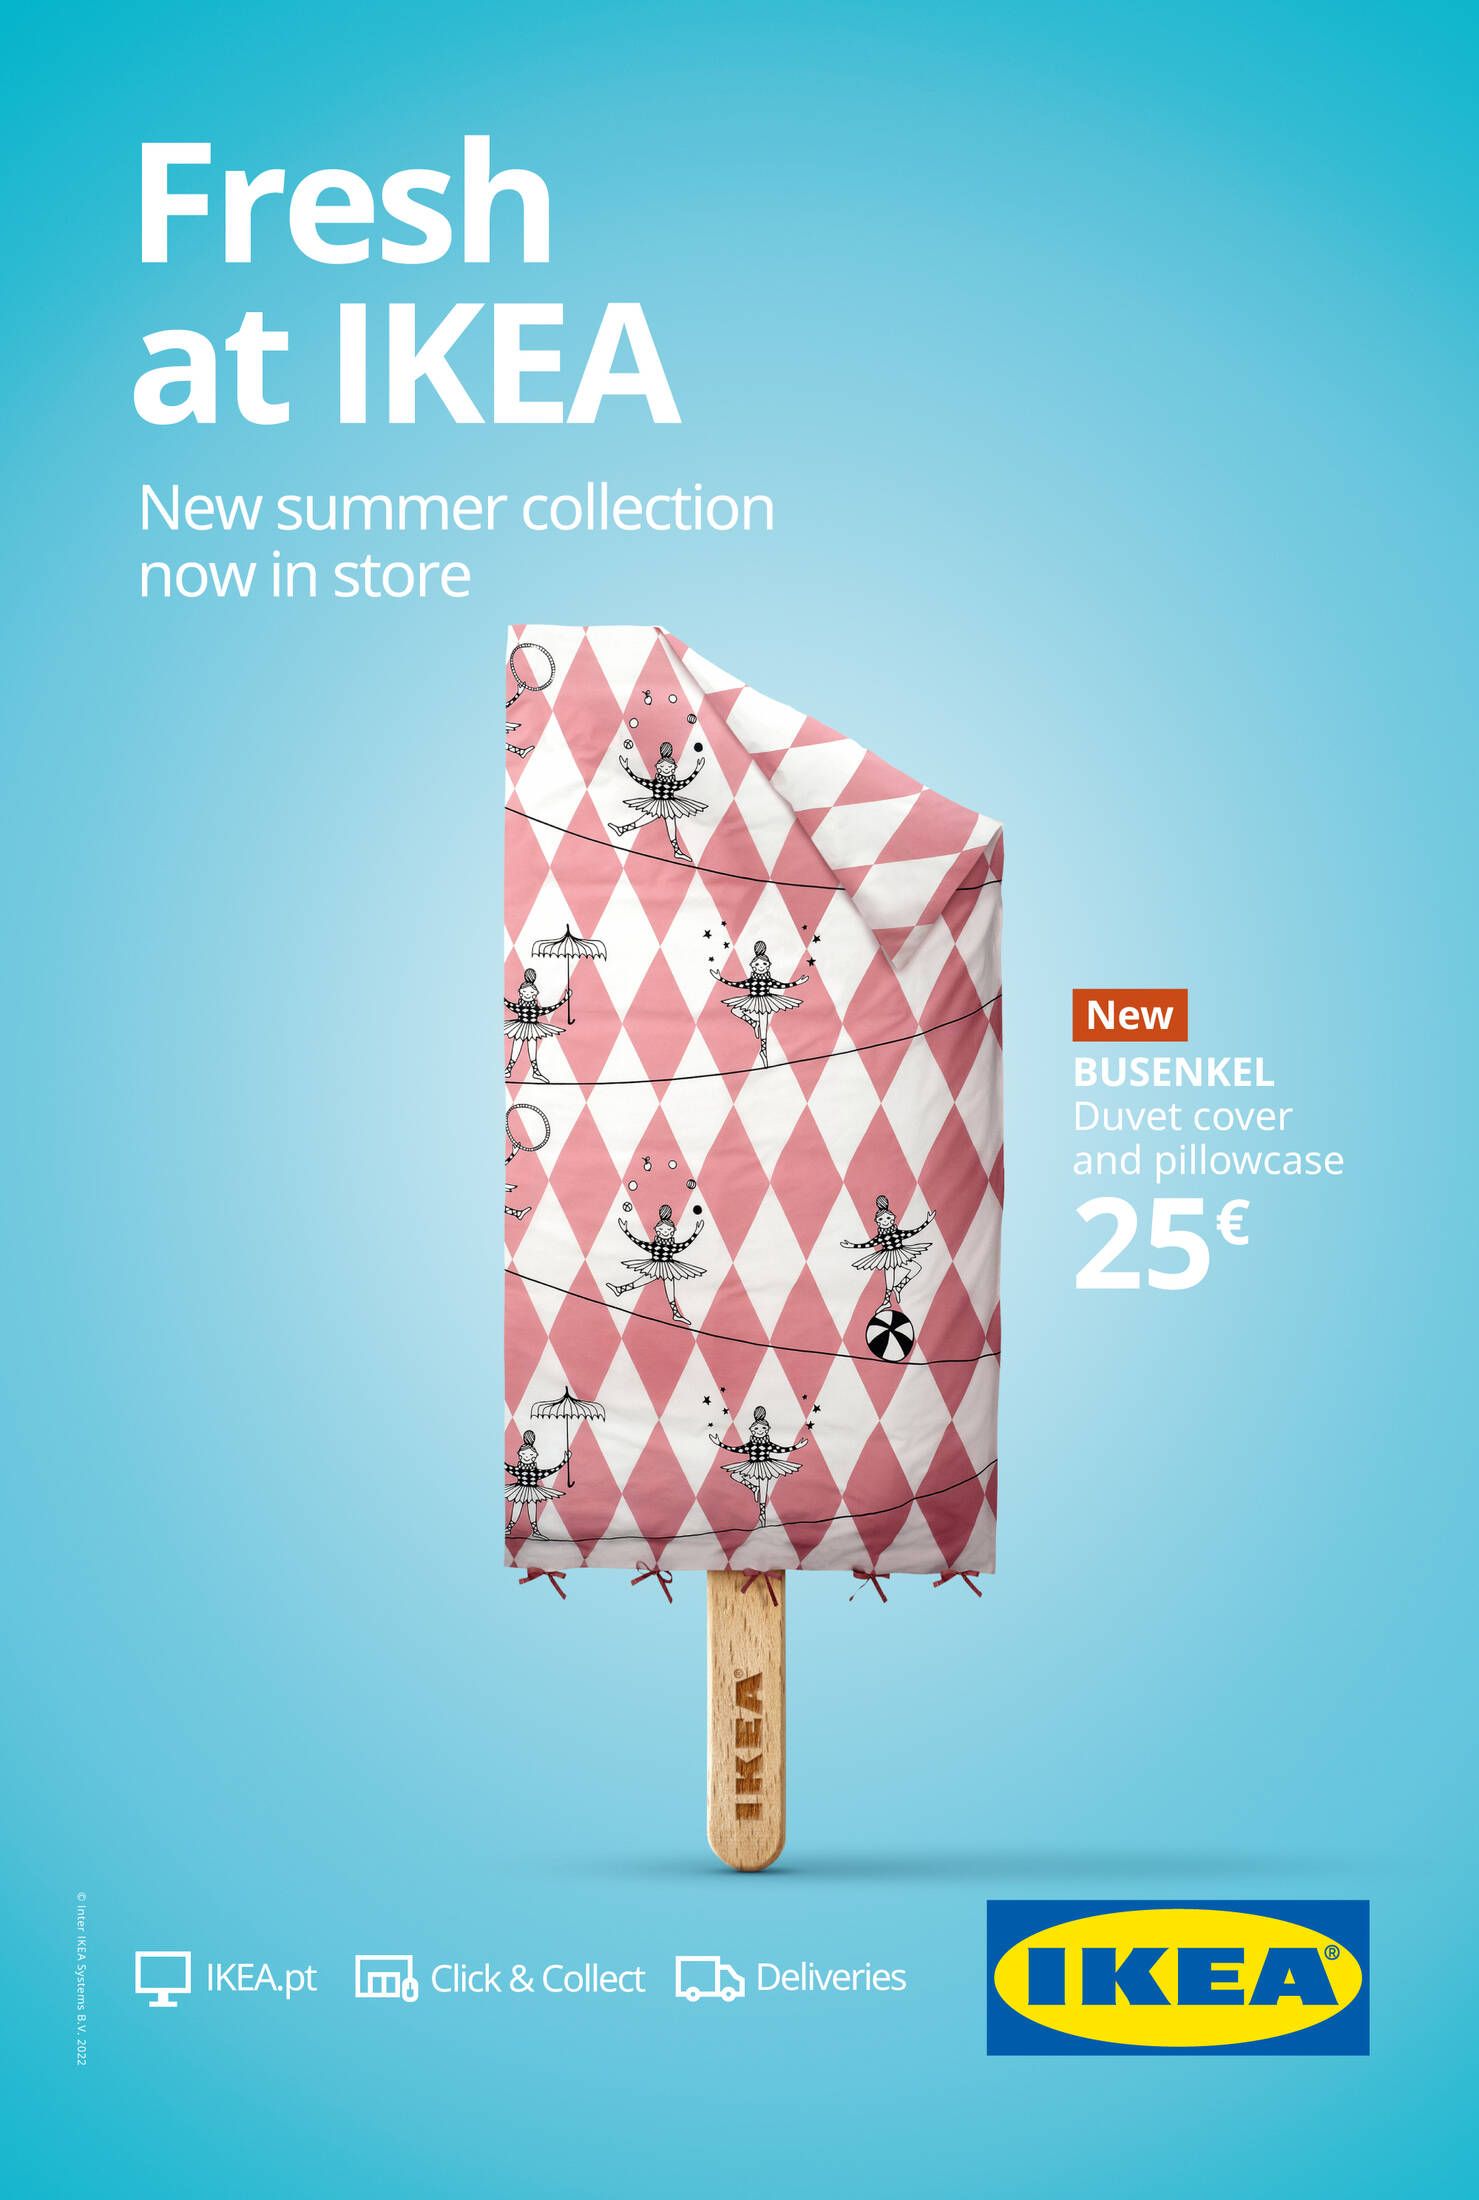 Fresh
at IKEA
New summer collection
now in store
New
BUSENKEL
Duvet cover
and pillowcase
25€
IKEA®
© Inter IKEA Systems B.V. 2022
IKEA.pt
Click & Collect
Deliveries
IKEA®